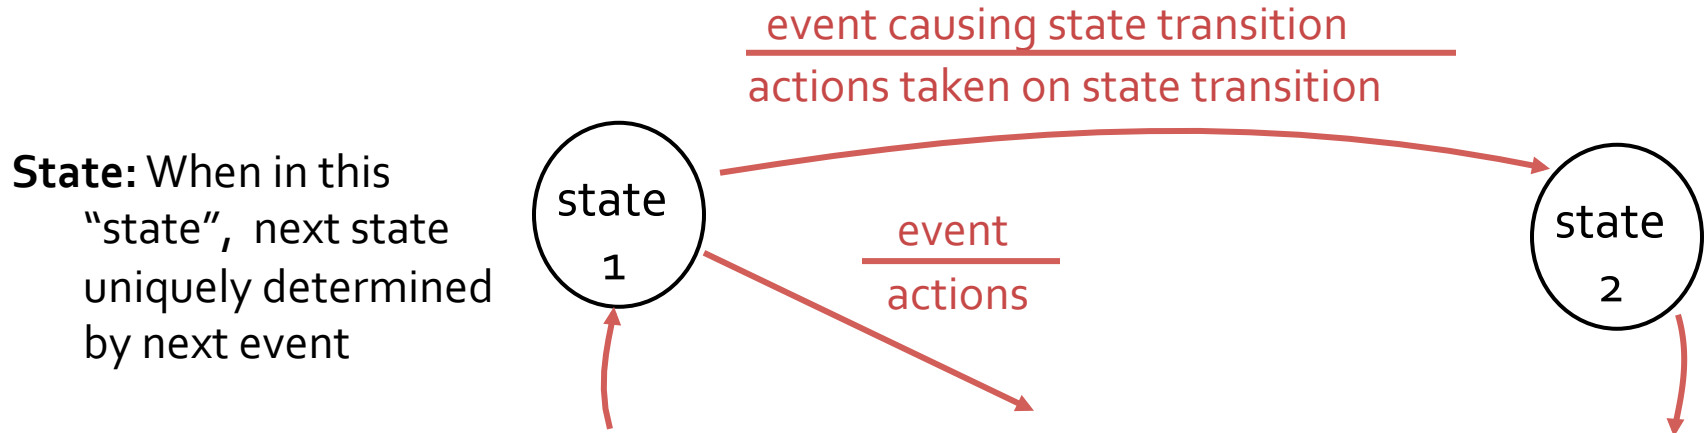 event causing state transition
actions taken on state transition
State: When in this
“state”, next state
uniquely determined
by next event
state
1
event
actions
state
2